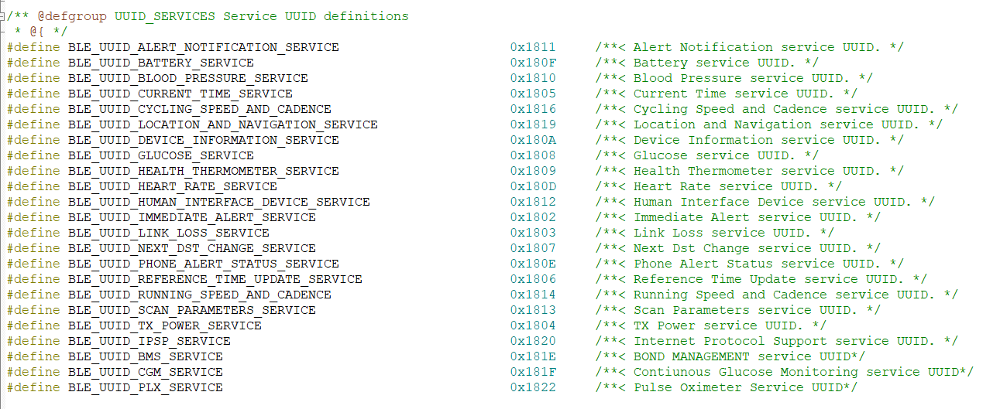 /** @defgroup UUID_SERVICES Service UUID definitions
 * @{ */
#define BLE_UUID_ALERT_NOTIFICATION_SERVICE 0x1811 /**< Alert Notification service UUID. */
#define BLE_UUID_BATTERY_SERVICE 0x180F /**< Battery service UUID. */
#define BLE_UUID_BLOOD_PRESSURE_SERVICE 0x1810 /**< Blood Pressure service UUID. */
#define BLE_UUID_CURRENT_TIME_SERVICE 0x1805 /**< Current Time service UUID. */
#define BLE_UUID_CYCLING_SPEED_AND_CADENCE 0x1816 /**< Cycling Speed and Cadence service UUID. */
#define BLE_UUID_LOCATION_AND_NAVIGATION_SERVICE 0x1819 /**< Location and Navigation service UUID. */
#define BLE_UUID_DEVICE_INFORMATION_SERVICE 0x180A /**< Device Information service UUID. */
#define BLE_UUID_GLUCOSE_SERVICE 0x1808 /**< Glucose service UUID. */
#define BLE_UUID_HEALTH_THERMOMETER_SERVICE 0x1809 /**< Health Thermometer service UUID. */
#define BLE_UUID_HEART_RATE_SERVICE 0x180D /**< Heart Rate service UUID. */
#define BLE_UUID_HUMAN_INTERFACE_DEVICE_SERVICE 0x1812 /**< Human Interface Device service UUID. */
#define BLE_UUID_IMMEDIATE_ALERT_SERVICE 0x1802 /**< Immediate Alert service UUID. */
#define BLE_UUID_LINK_LOSS_SERVICE 0x1803 /**< Link Loss service UUID. */
#define BLE_UUID_NEXT_DST_CHANGE_SERVICE 0x1807 /**< Next Dst Change service UUID. */
#define BLE_UUID_PHONE_ALERT_STATUS_SERVICE 0x180E /**< Phone Alert Status service UUID. */
#define BLE_UUID_REFERENCE_TIME_UPDATE_SERVICE 0x1806 /**< Reference Time Update service UUID. */
#define BLE_UUID_RUNNING_SPEED_AND_CADENCE 0x1814 /**< Running Speed and Cadence service UUID. */
#define BLE_UUID_SCAN_PARAMETERS_SERVICE 0x1813 /**< Scan Parameters service UUID. */
#define BLE_UUID_TX_POWER_SERVICE 0x1804 /**< TX Power service UUID. */
#define BLE_UUID_IPSP_SERVICE 0x1820 /**< Internet Protocol Support service UUID. */
#define BLE_UUID_BMS_SERVICE 0x181E /**< BOND MANAGEMENT service UUID*/
#define BLE_UUID_CGM_SERVICE 0x181F /**< Contiunous Glucose Monitoring service UUID*/
#define BLE_UUID_PLX_SERVICE 0x1822 /**< Pulse Oximeter Service UUID*/